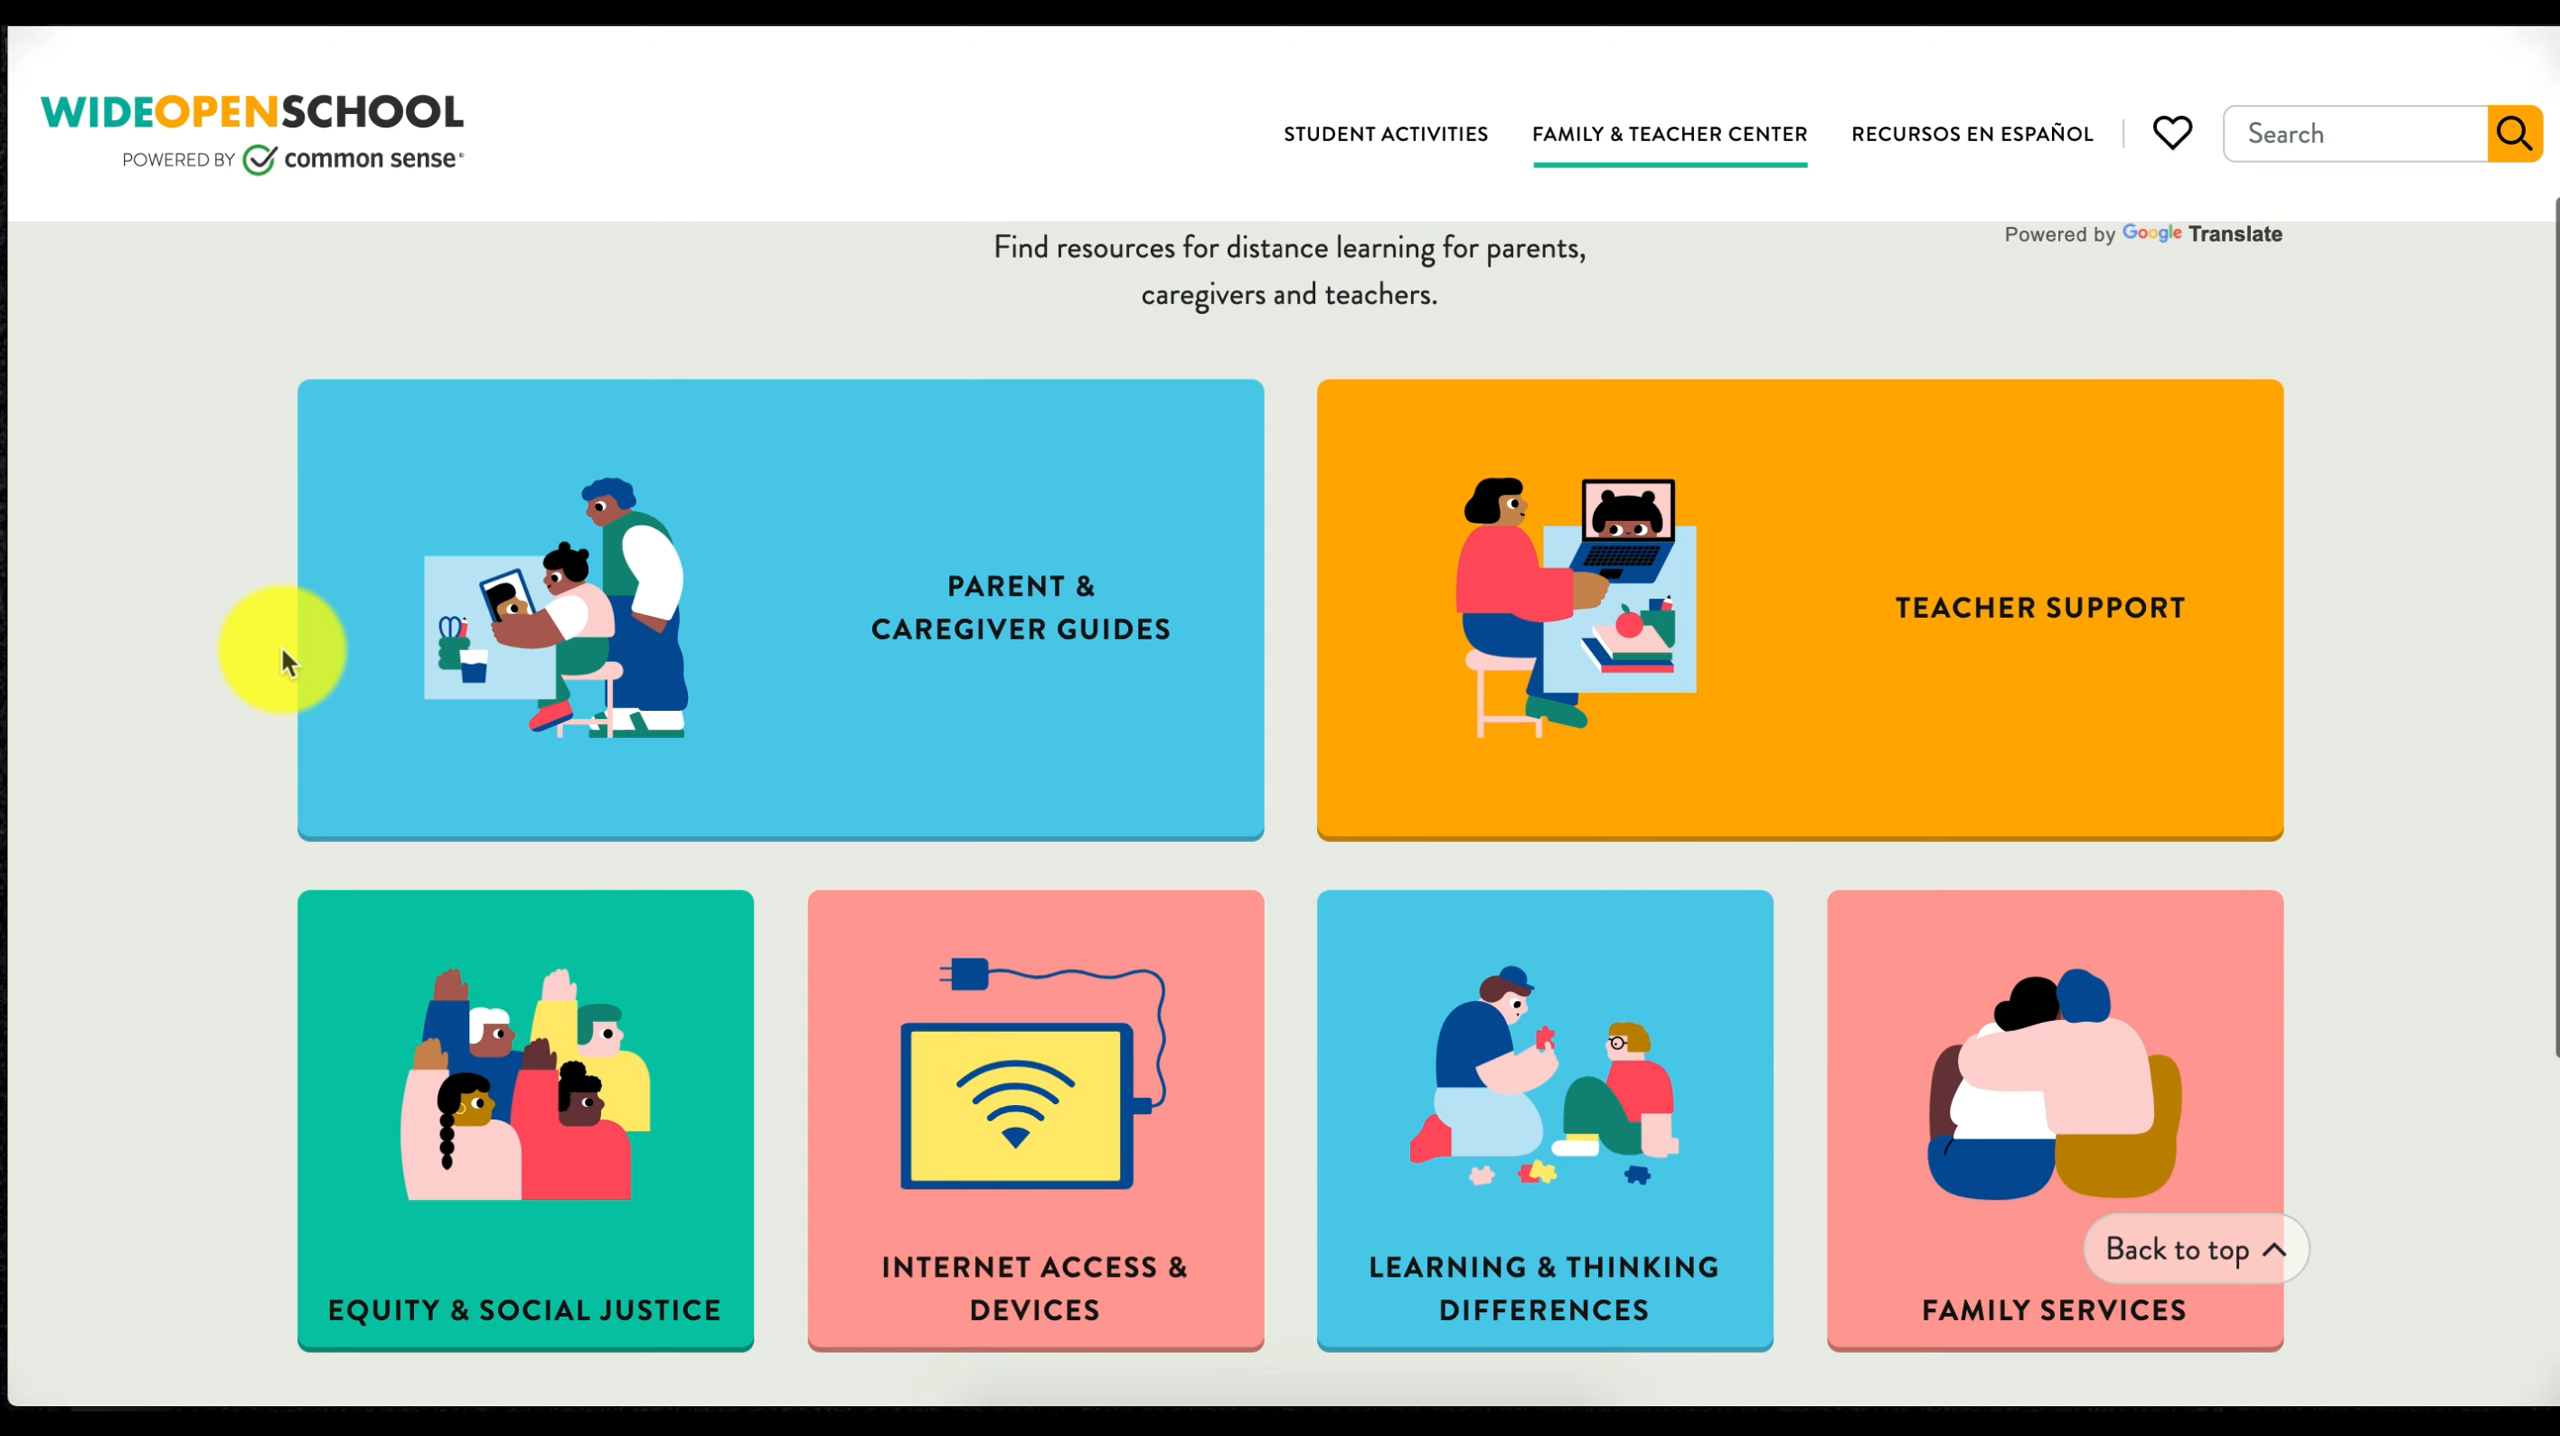 WIDEOPENSCHOOL
POWERED BY common sense
STUDENT ACTIVITIES
FAMILY & TEACHER CENTER
RECURSOS EN ESPAÑOL
Search
Powered by Google Translate
Find resources for distance learning for parents,
caregivers and teachers.
PARENT &
CAREGIVER GUIDES
TEACHER SUPPORT
EQUITY & SOCIAL JUSTICE
INTERNET ACCESS &
DEVICES
LEARNING & THINKING
DIFFERENCES
FAMILY SERVICES
Back to top